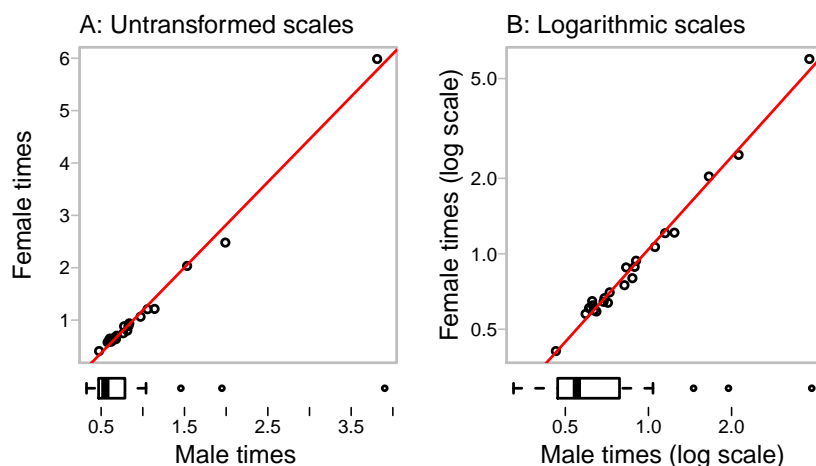 A: Untransformed scales
6
5
4
3
2
1
Female times
0.5
1.5
2.5
3.5
Male times
B: Logarithmic scales
5.0
2.0
1.0
0.5
Female times (log scale)
0.5
1.0
2.0
Male times (log scale)